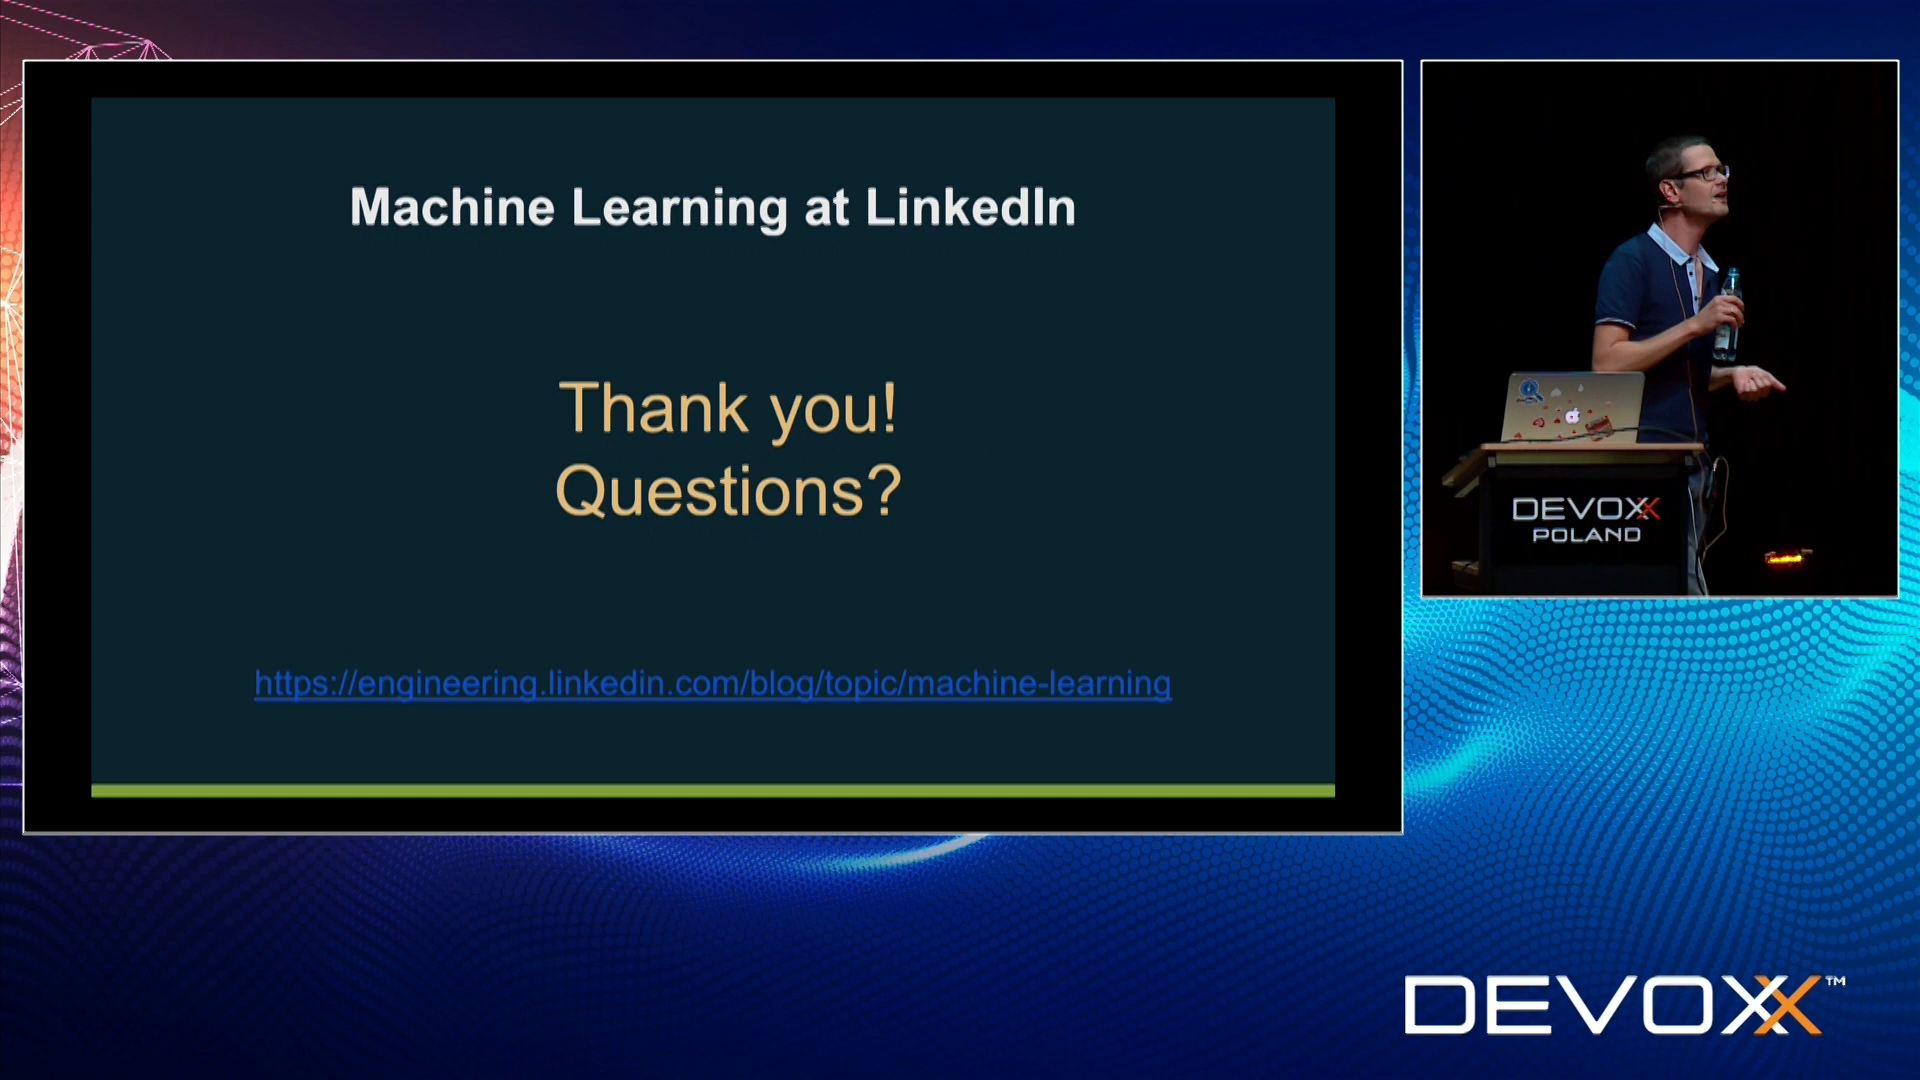 Machine Learning at LinkedIn
Thank you!
Questions?
https://engineering.linkedin.com/blog/topic/machine-learning
DEVOXX
POLAND
DEVOXX™